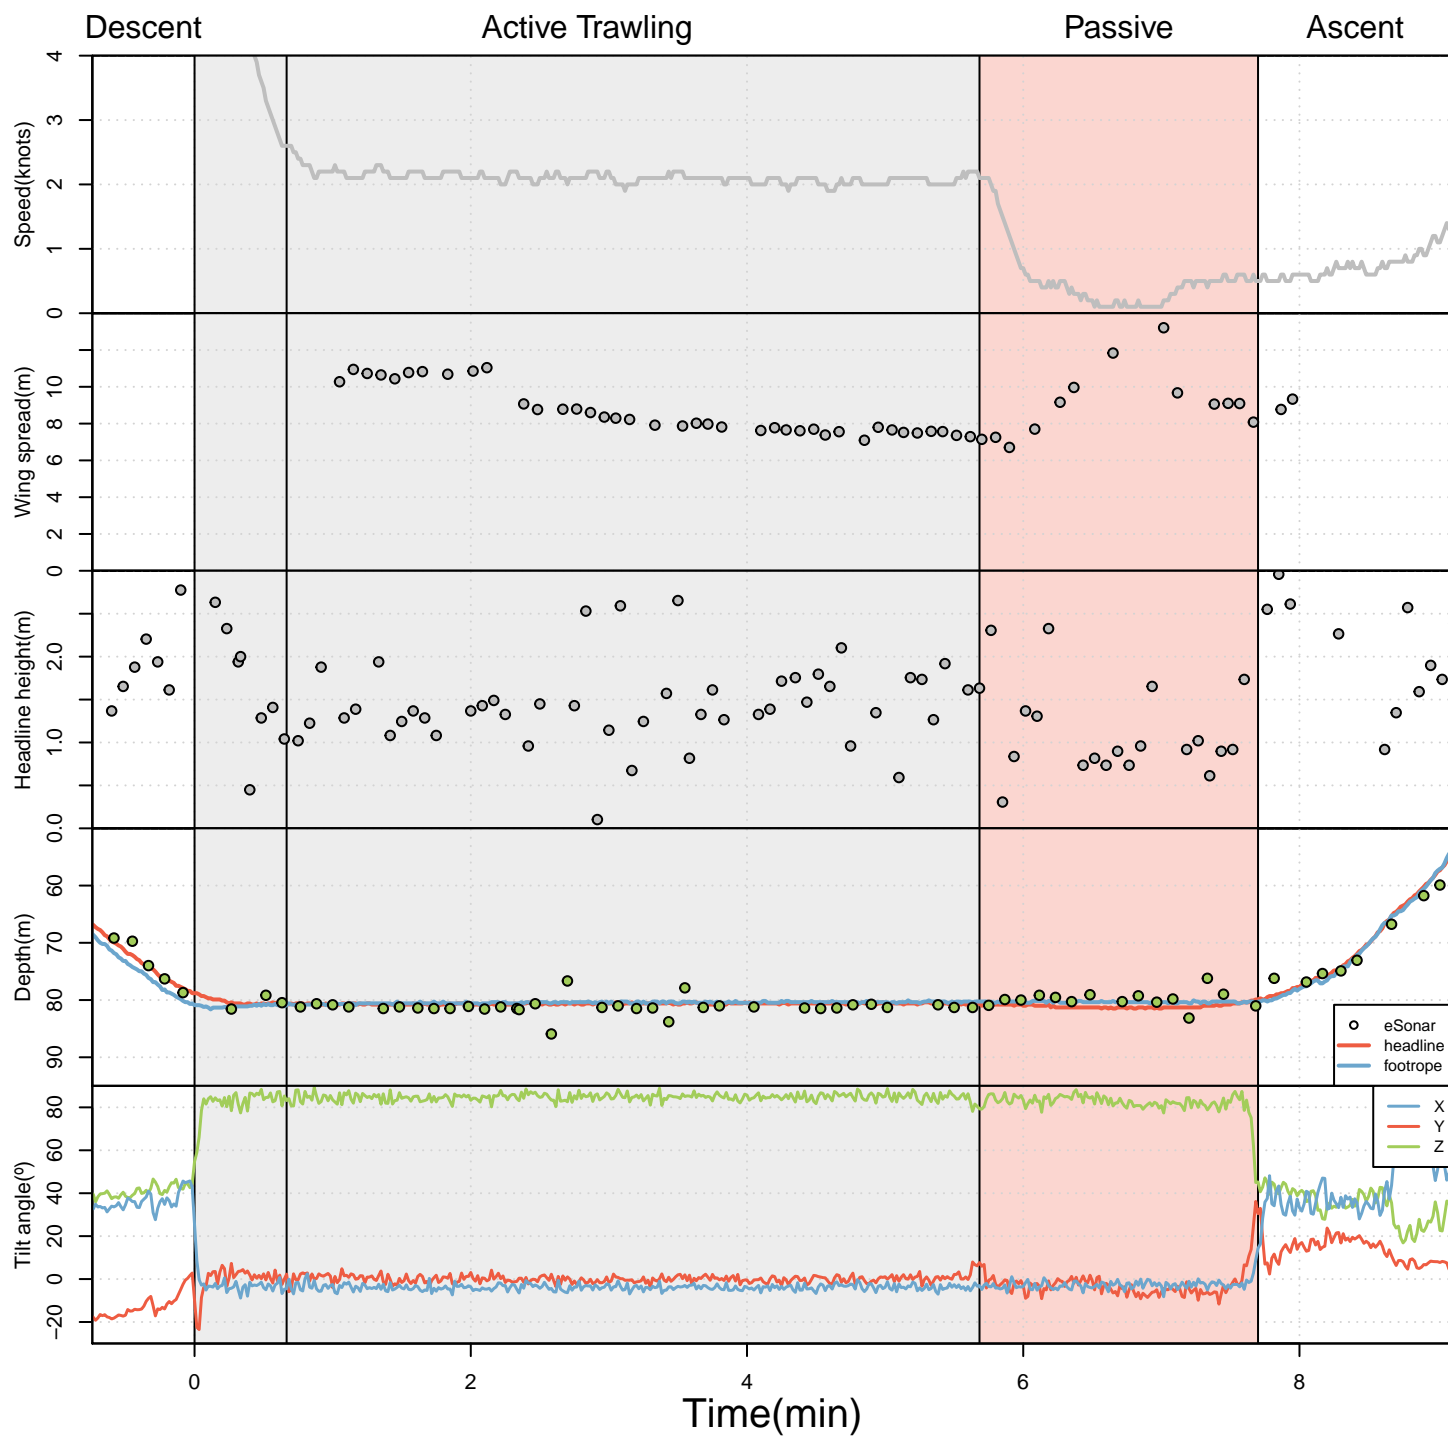 Descent Active Trawling Passive Ascent
Speed(knots)
4
3
2
1
0
Wing spread(m)
10
8
6
4
2
0
Headline height(m)
2.0
1.0
0.0
Depth(m)
60
70
80
90
eSonar
headline
footrope
Tilt angle(º)
80
60
40
20
0
−20
X
Y
Z
0 2 4 6 8
Time(min)